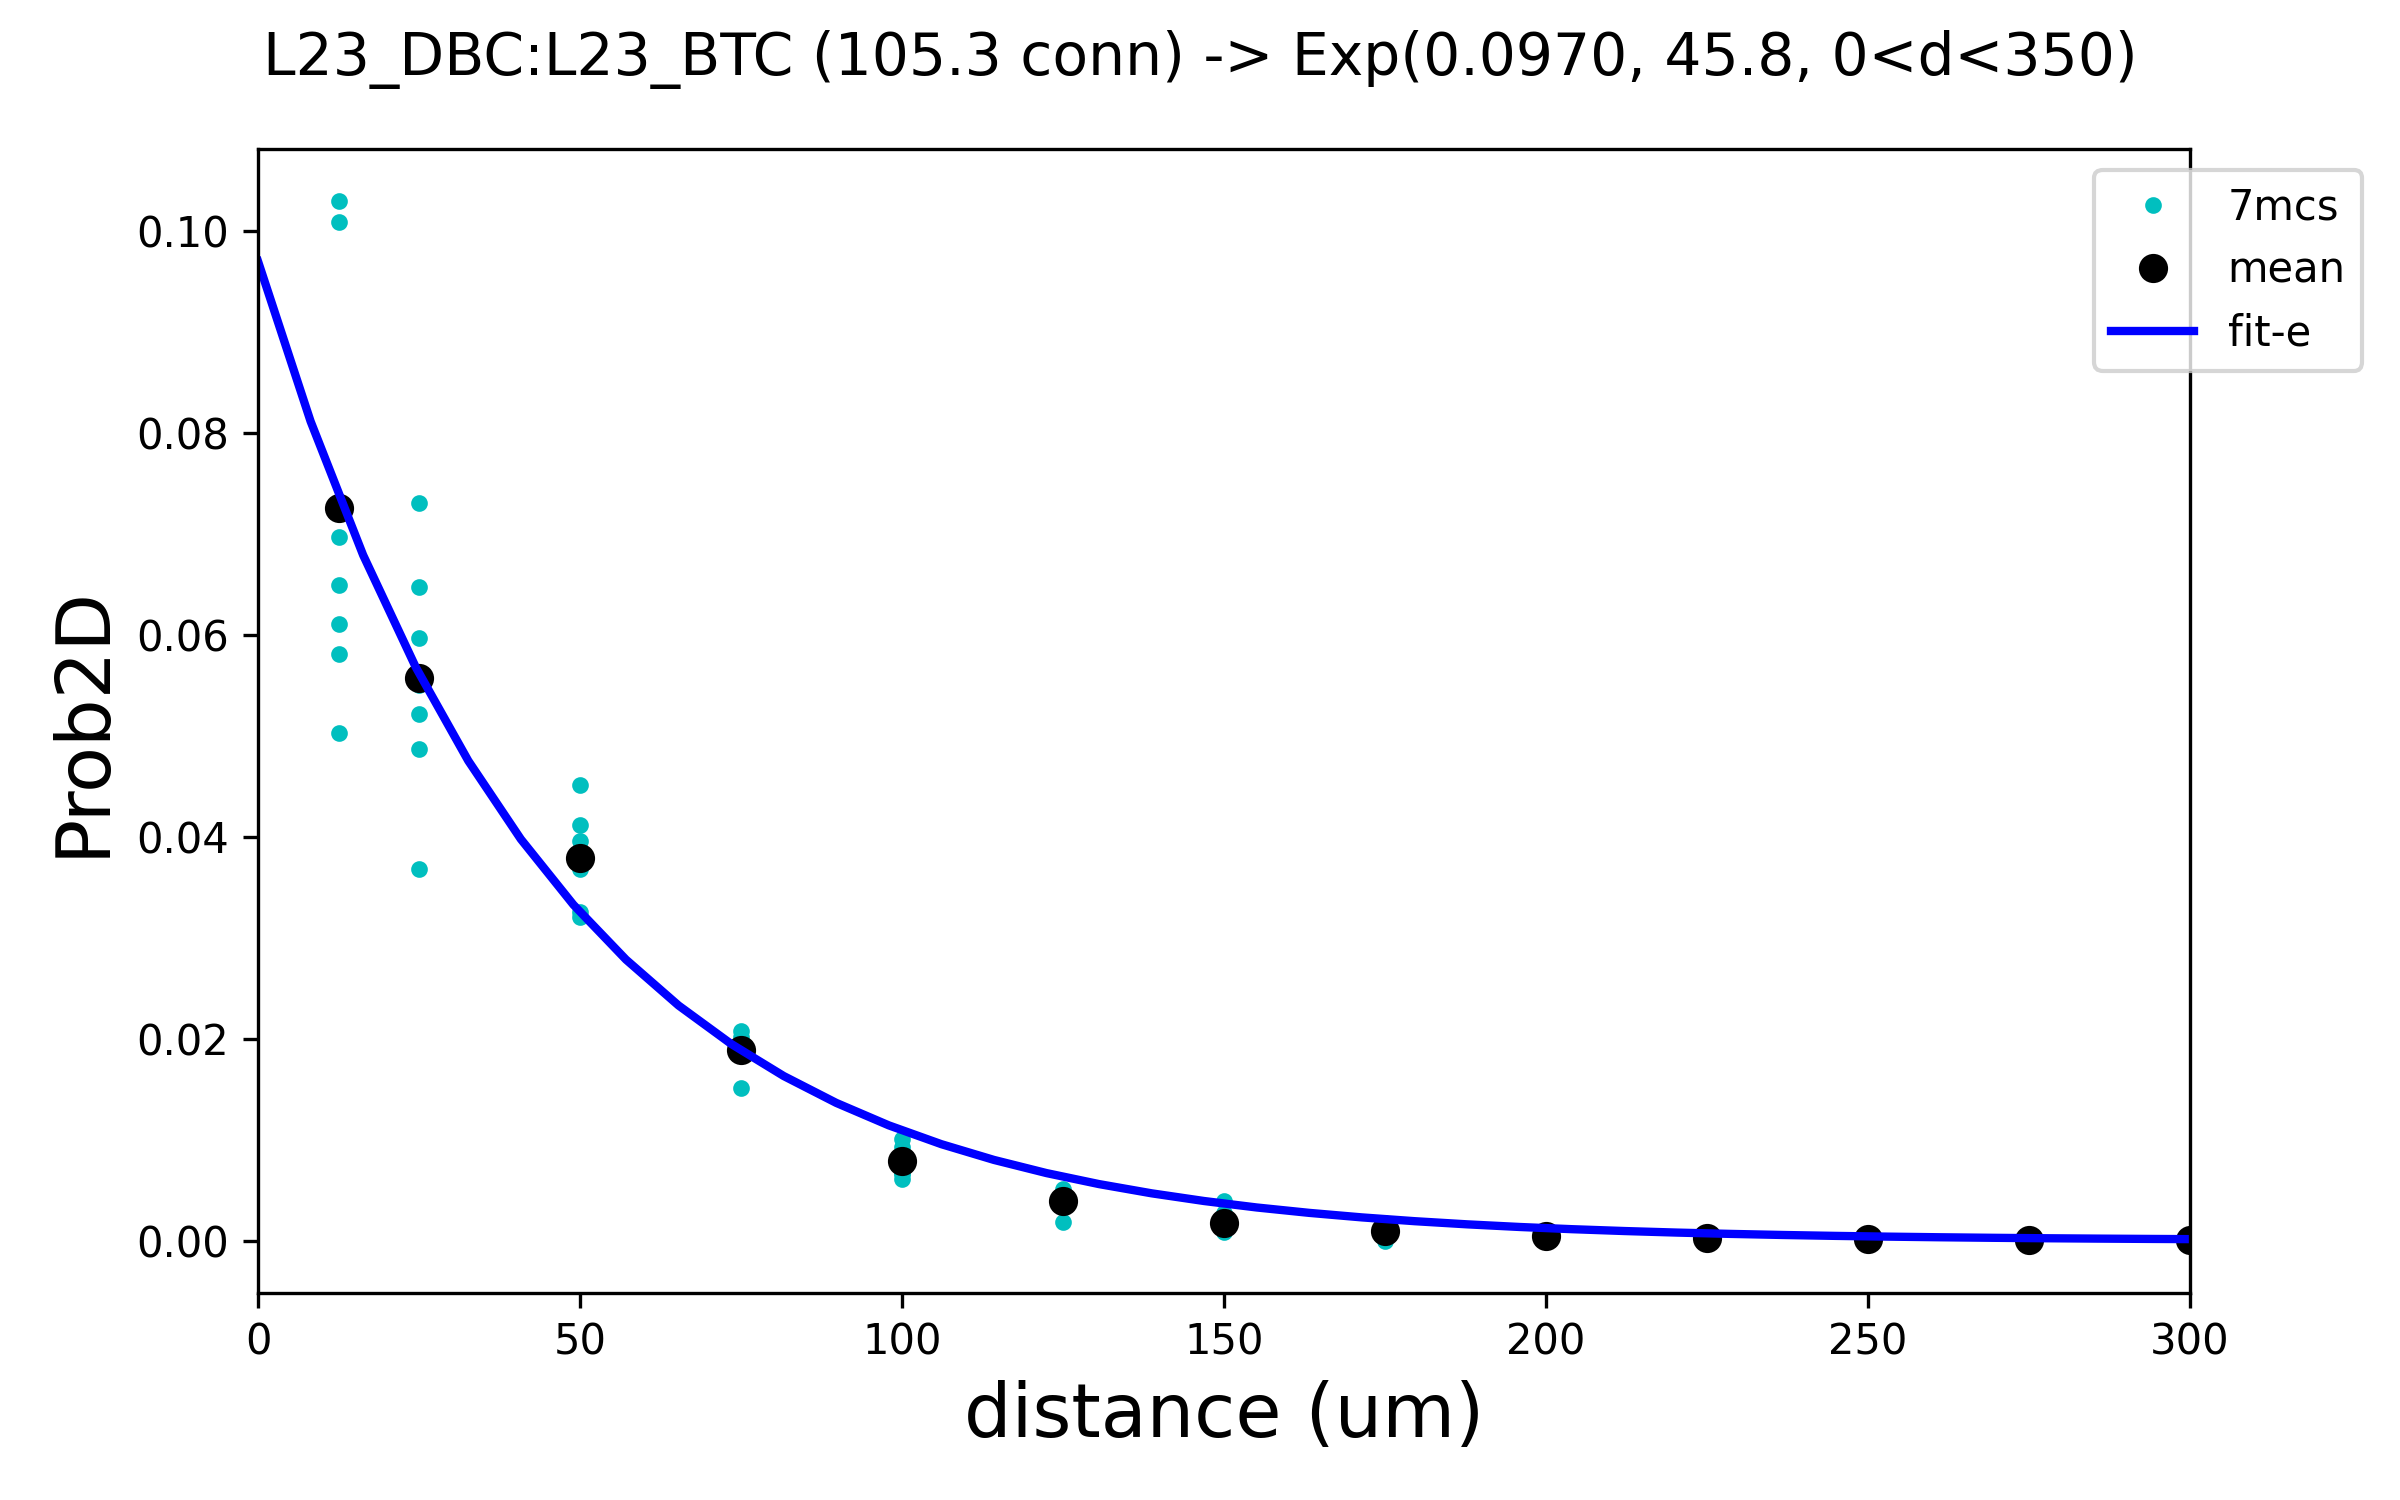 L23_DBC:L23_BTC (105.3 conn) -> Exp(0.0970, 45.8, 0<d<350)
7mcs
mean
fit-e
Prob2D
0.10
0.08
0.06
0.04
0.02
0.00
0 50 100 150 200 250 300
distance (um)